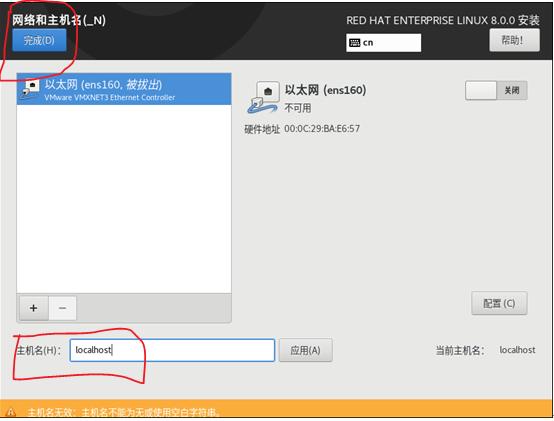 网络和主机名(_N)
RED HAT ENTERPRISE LINUX 8.0.0 安装
完成(D)
cn
帮助!
以太网 (ens160, 被拔出)
VMware VMXNET3 Ethernet Controller
以太网 (ens160)
不可用
关闭
硬件地址 00:0C:29:BA:E6:57
+
−
配置 (C)
主机名(H): localhost
应用(A)
当前主机名: localhost
主机名无效: 主机名不能为无或使用空白字符串。